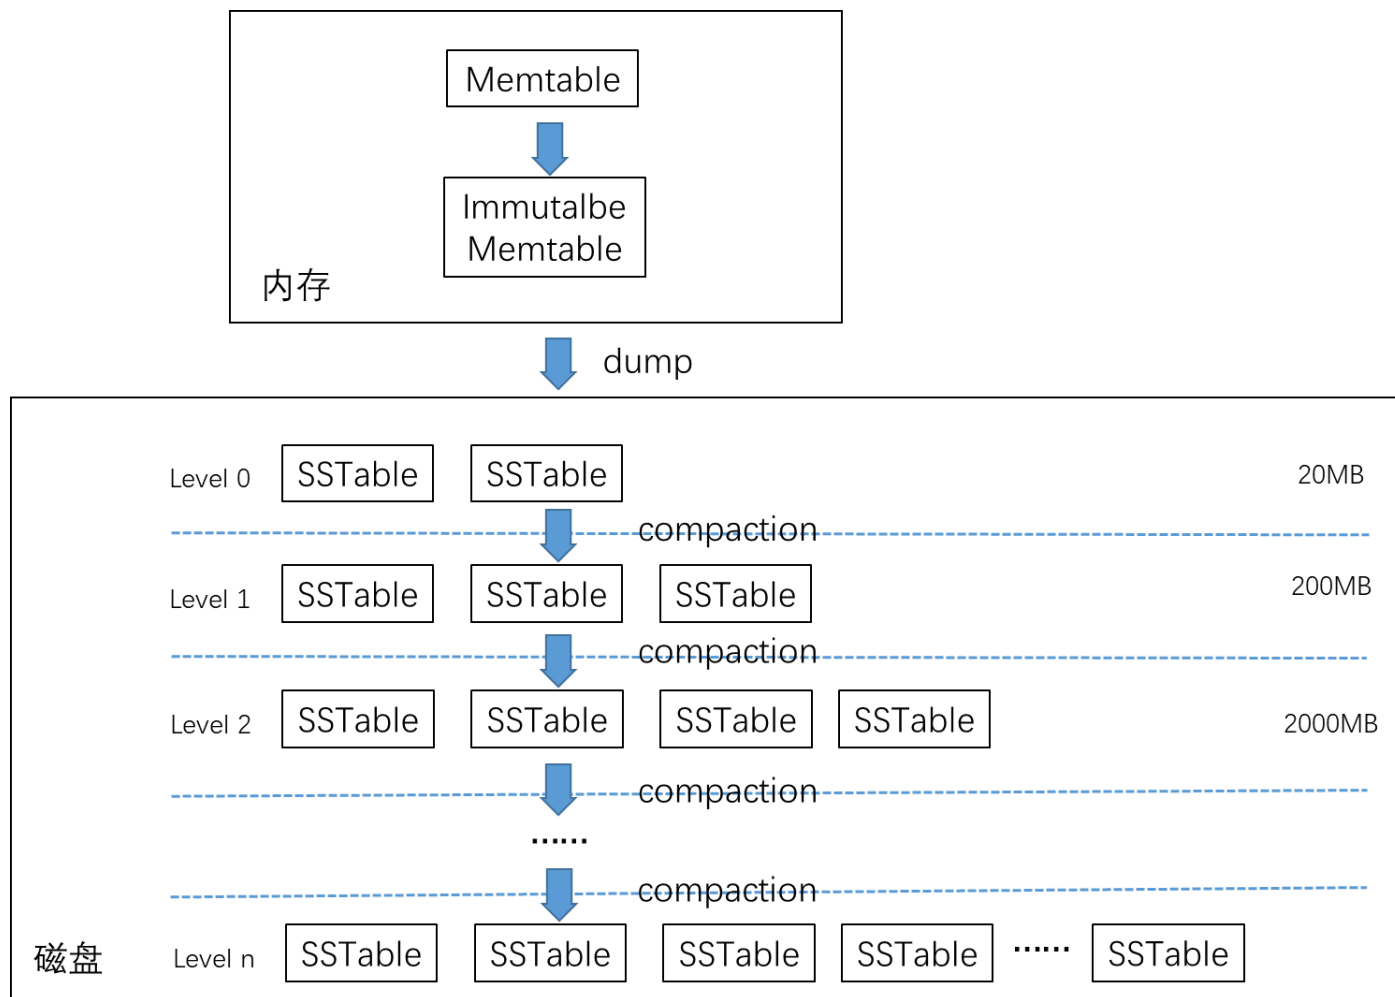 Memtable
Immutalbe
Memtable
内存
dump
Level 0 SSTable SSTable 20MB
compaction
Level 1 SSTable SSTable SSTable 200MB
compaction
Level 2 SSTable SSTable SSTable SSTable 2000MB
compaction
……
compaction
磁盘 Level n SSTable SSTable SSTable SSTable …… SSTable